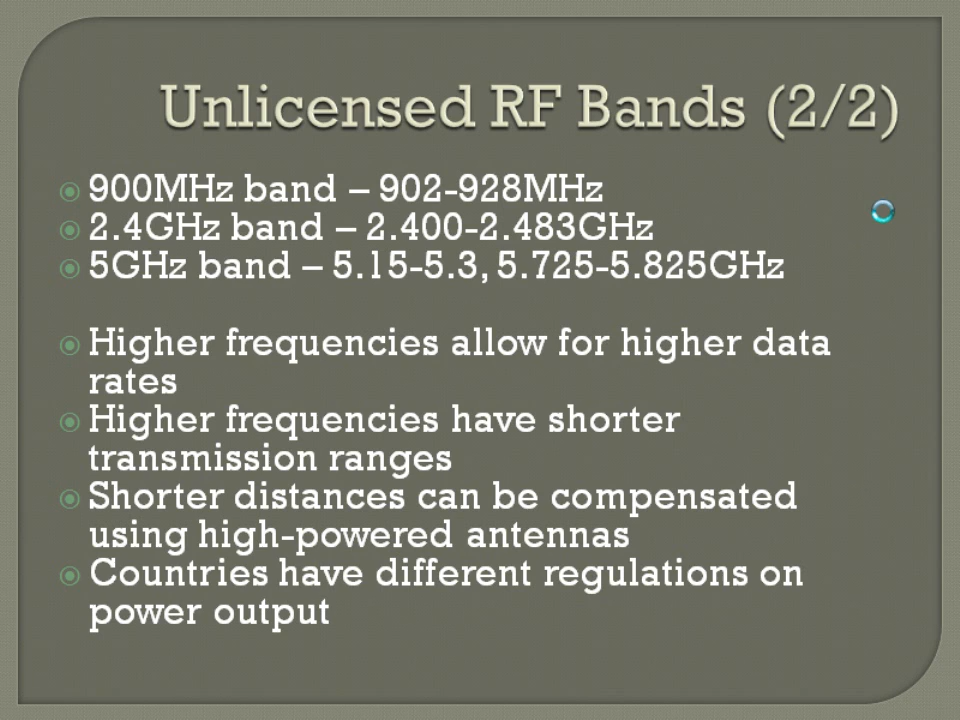 Unlicensed RF Bands (2/2)
900MHz band – 902-928MHz
2.4GHz band – 2.400-2.483GHz
5GHz band – 5.15-5.3, 5.725-5.825GHz
Higher frequencies allow for higher data
rates
Higher frequencies have shorter
transmission ranges
Shorter distances can be compensated
using high-powered antennas
Countries have different regulations on
power output